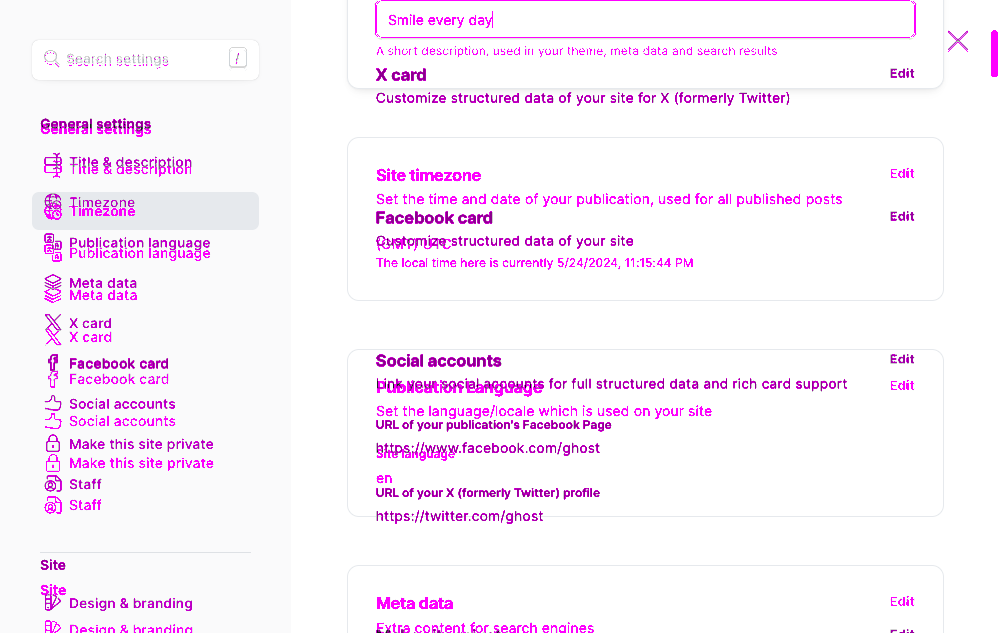 Smile every day
A short description, used in your theme, meta data and search results
X card
Edit
Customize structured data of your site for X (formerly Twitter)
Search settings
/
General settings
General settings
Title & description
Title & description
Timezone
Timezone
Publication language
Publication language
Meta data
Meta data
X card
X card
Facebook card
Facebook card
Social accounts
Social accounts
Make this site private
Make this site private
Staff
Staff
Site
Site
Design & branding
Design & branding
Site timezone
Edit
Set the time and date of your publication, used for all published posts
Facebook card
Edit
Customize structured data of your site
(GMT) UTC
The local time here is currently 5/24/2024, 11:15:44 PM
Social accounts
Edit
Link your social accounts for full structured data and rich card support
Publication Language
Edit
Set the language/locale which is used on your site
URL of your publication's Facebook Page
https://www.facebook.com/ghost
Site language
en
URL of your X (formerly Twitter) profile
https://twitter.com/ghost
Meta data
Edit
Extra content for search engines
Edit